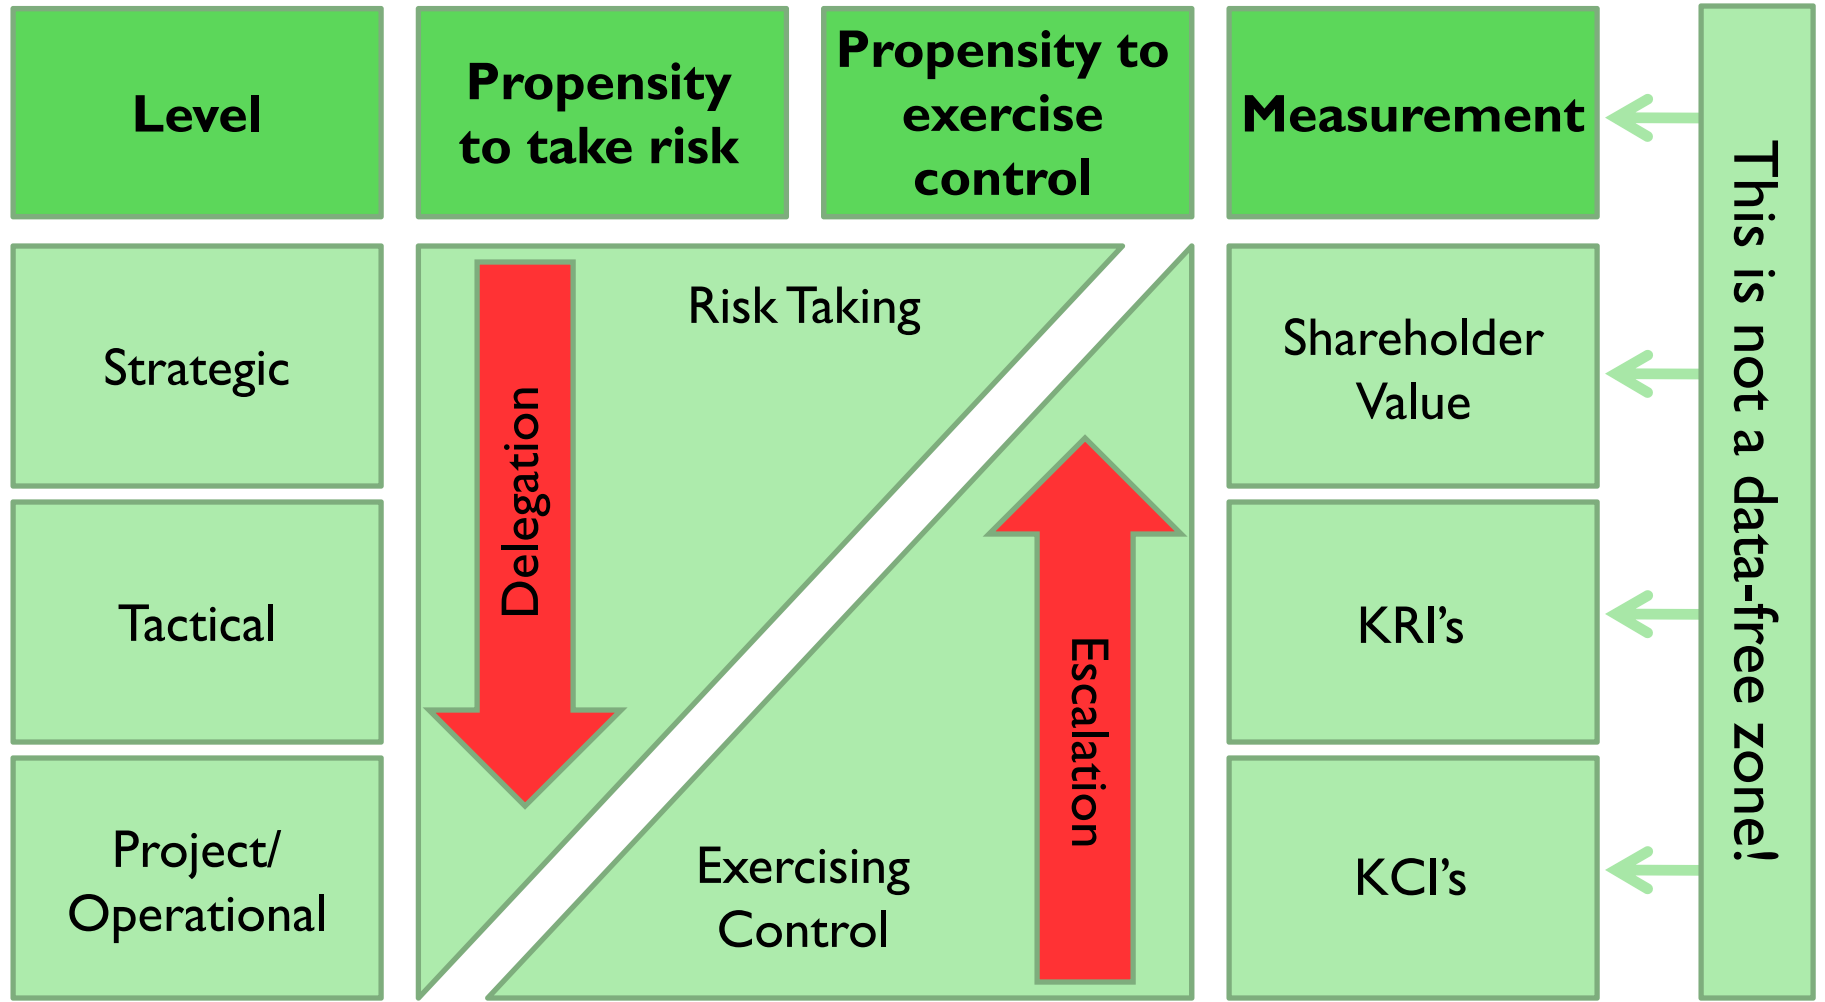 Level
Propensity
to take risk
Propensity to
exercise
control
Measurement
This is not a data-free zone!
Strategic
Risk Taking
Shareholder
Value
Delegation
Tactical
KRI’s
Escalation
Project/
Operational
Exercising
Control
KCI’s